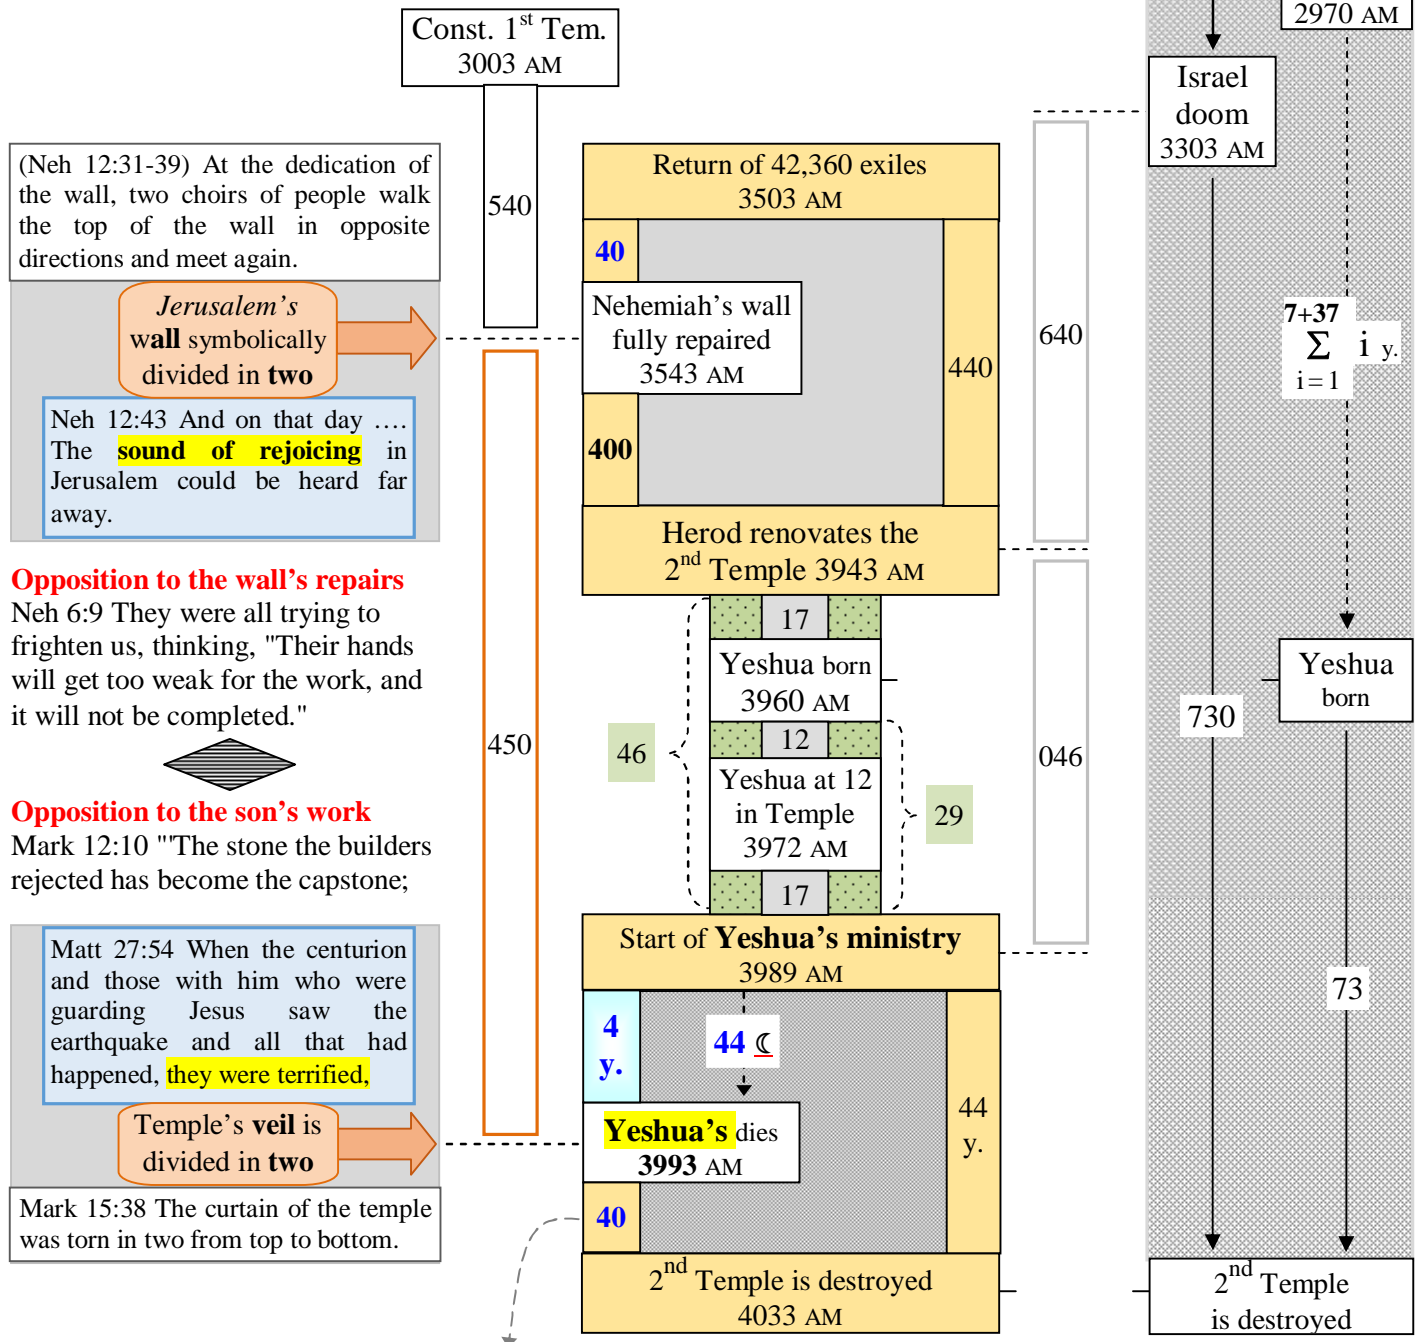 Const. 1st Tem.
3003 AM
2970 AM
Israel
doom
3303 AM
(Neh 12:31-39) At the dedication of
the wall, two choirs of people walk
the top of the wall in opposite
directions and meet again.
Jerusalem's
wall symbolically
divided in two
Neh 12:43 And on that day ….
The sound of rejoicing in
Jerusalem could be heard far
away.
Opposition to the wall's repairs
Neh 6:9 They were all trying to
frighten us, thinking, "Their hands
will get too weak for the work, and
it will not be completed."
Opposition to the son's work
Mark 12:10 "'The stone the builders
rejected has become the capstone;
Matt 27:54 When the centurion
and those with him who were
guarding Jesus saw the
earthquake and all that had
happened, they were terrified,
Temple's veil is
divided in two
Mark 15:38 The curtain of the temple
was torn in two from top to bottom.
540
450
Return of 42,360 exiles
3503 AM
40
Nehemiah's wall
fully repaired
3543 AM
400
440
Herod renovates the
2nd Temple 3943 AM
17
Yeshua born
3960 AM
12
Yeshua at 12
in Temple
3972 AM
17
46
29
Start of Yeshua's ministry
3989 AM
4
y.
44 ☾
Yeshua's dies
3993 AM
40
44
y.
2nd Temple is destroyed
4033 AM
640
046
730
7+37
Σ i y.
i = 1
Yeshua
born
73
2nd Temple
is destroyed